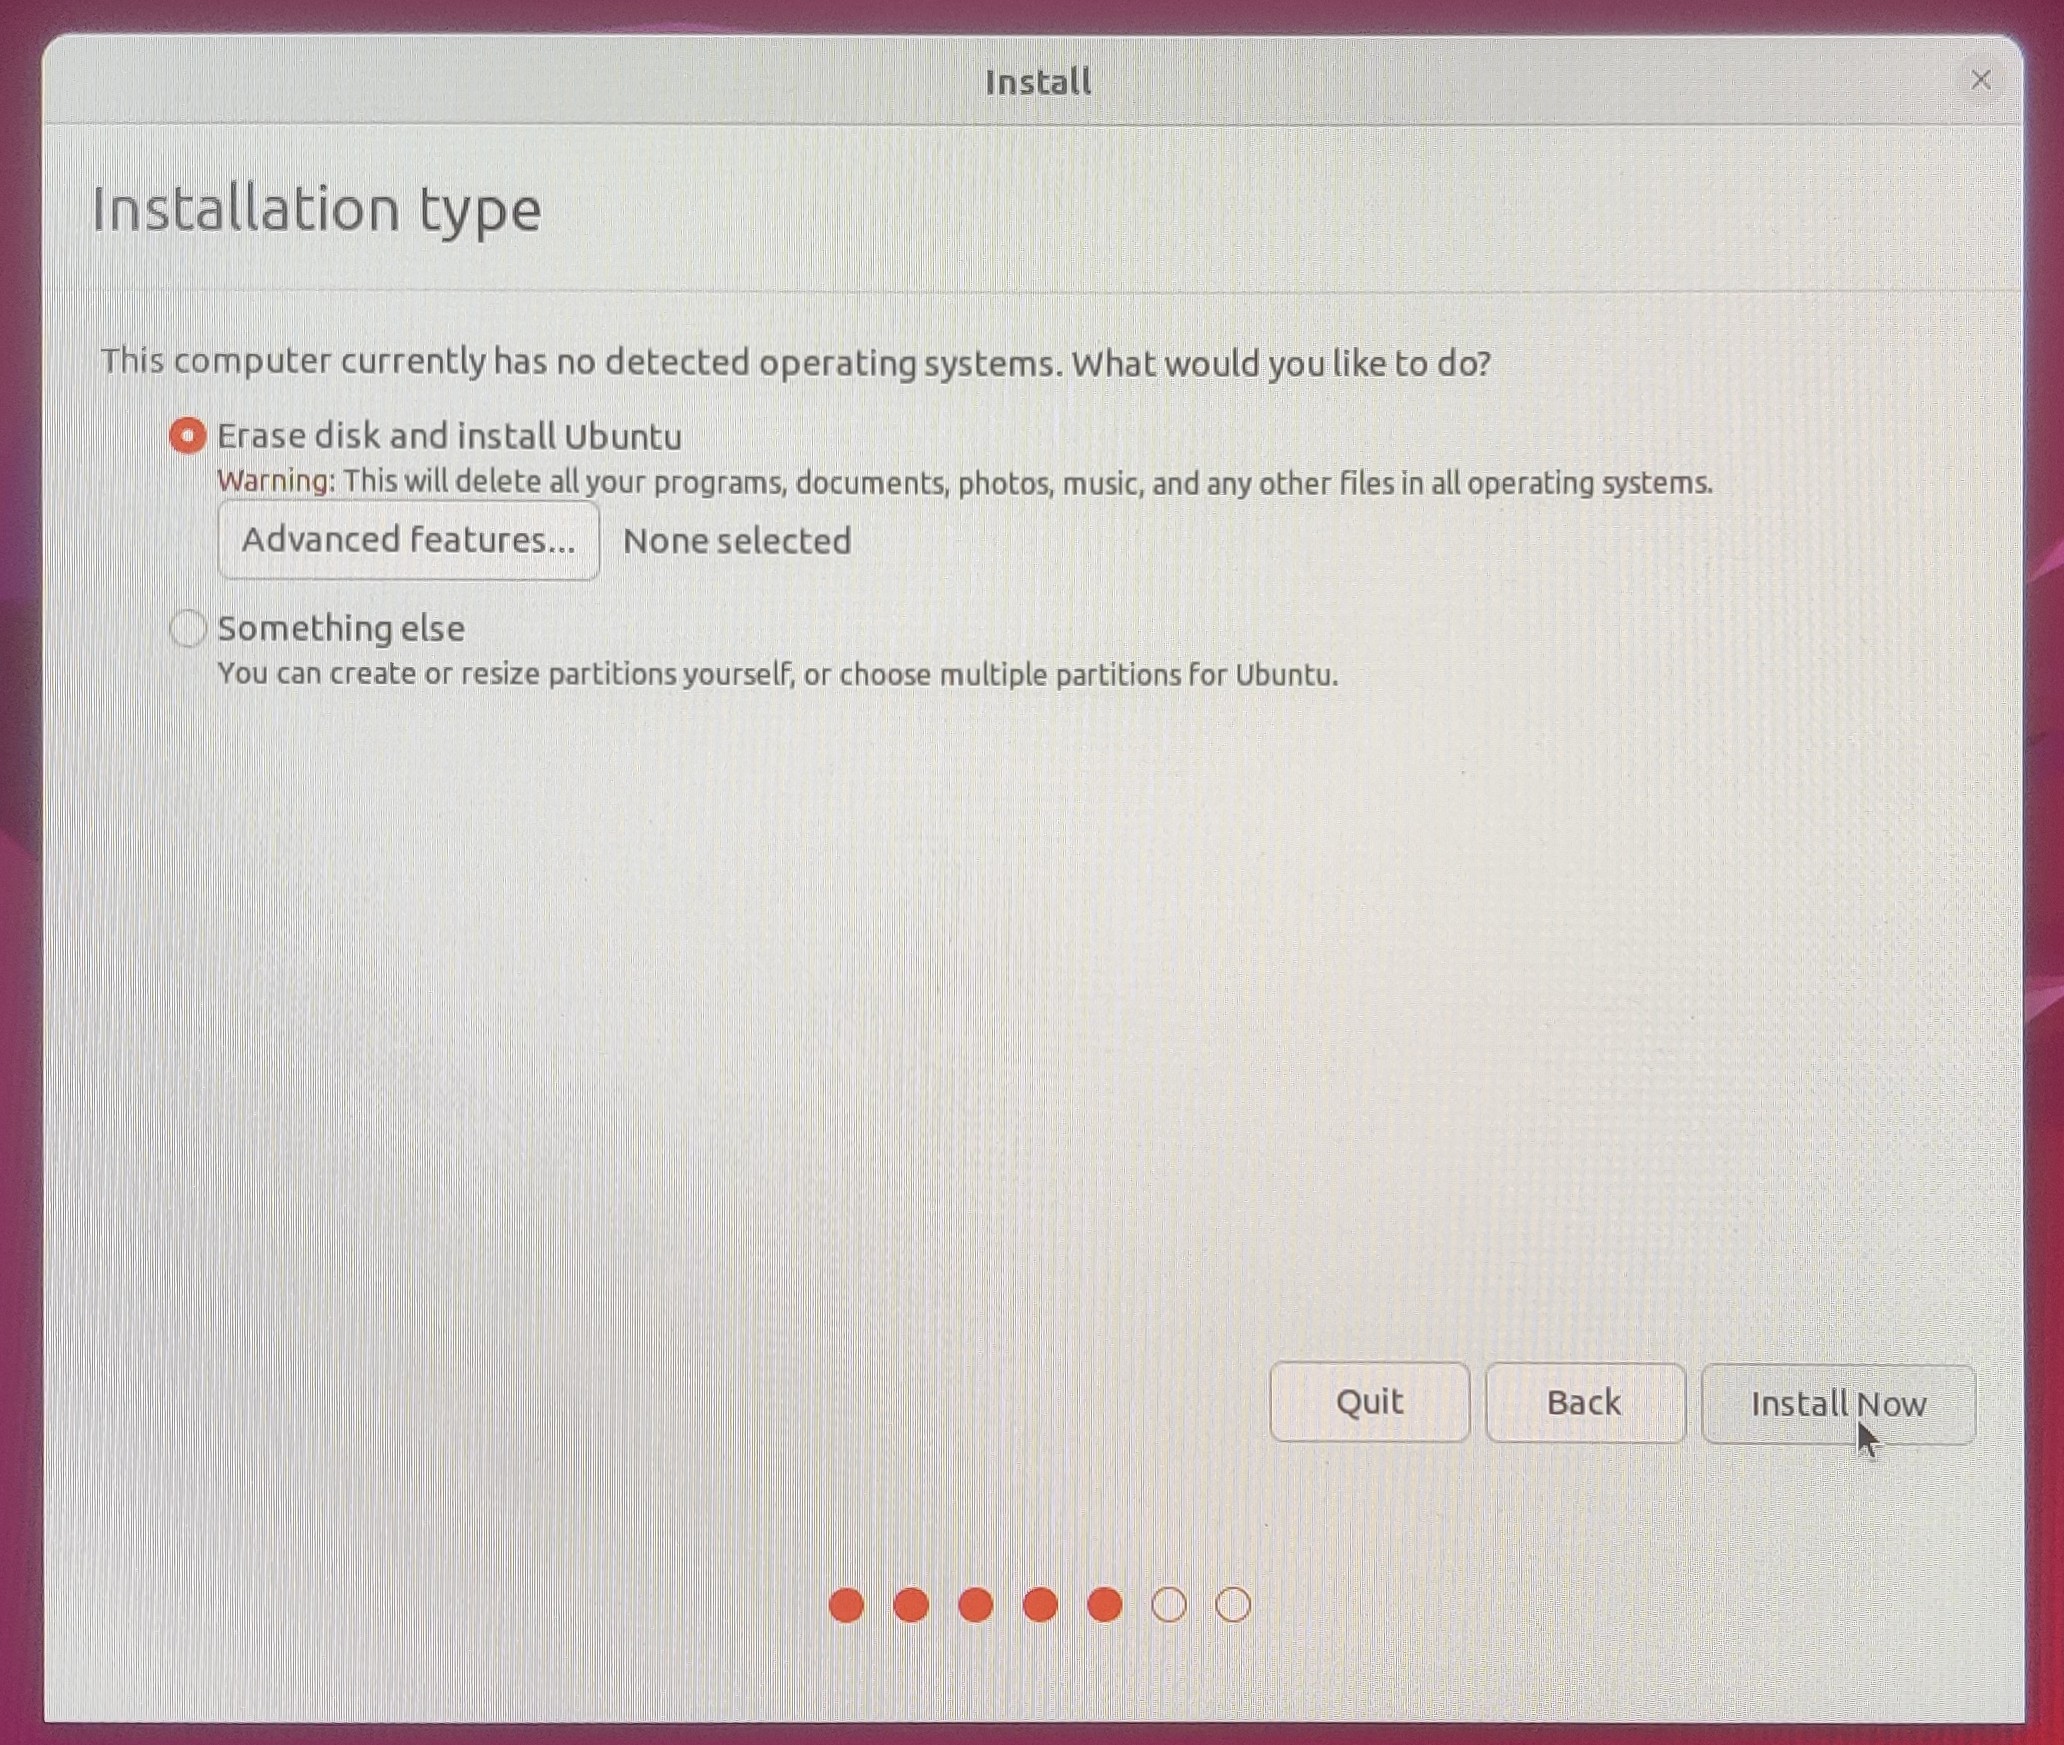 Install
Installation type
This computer currently has no detected operating systems. What would you like to do?
Erase disk and install Ubuntu
Warning: This will delete all your programs, documents, photos, music, and any other files in all operating systems.
Advanced features... None selected
Something else
You can create or resize partitions yourself, or choose multiple partitions for Ubuntu.
Quit Back Install Now